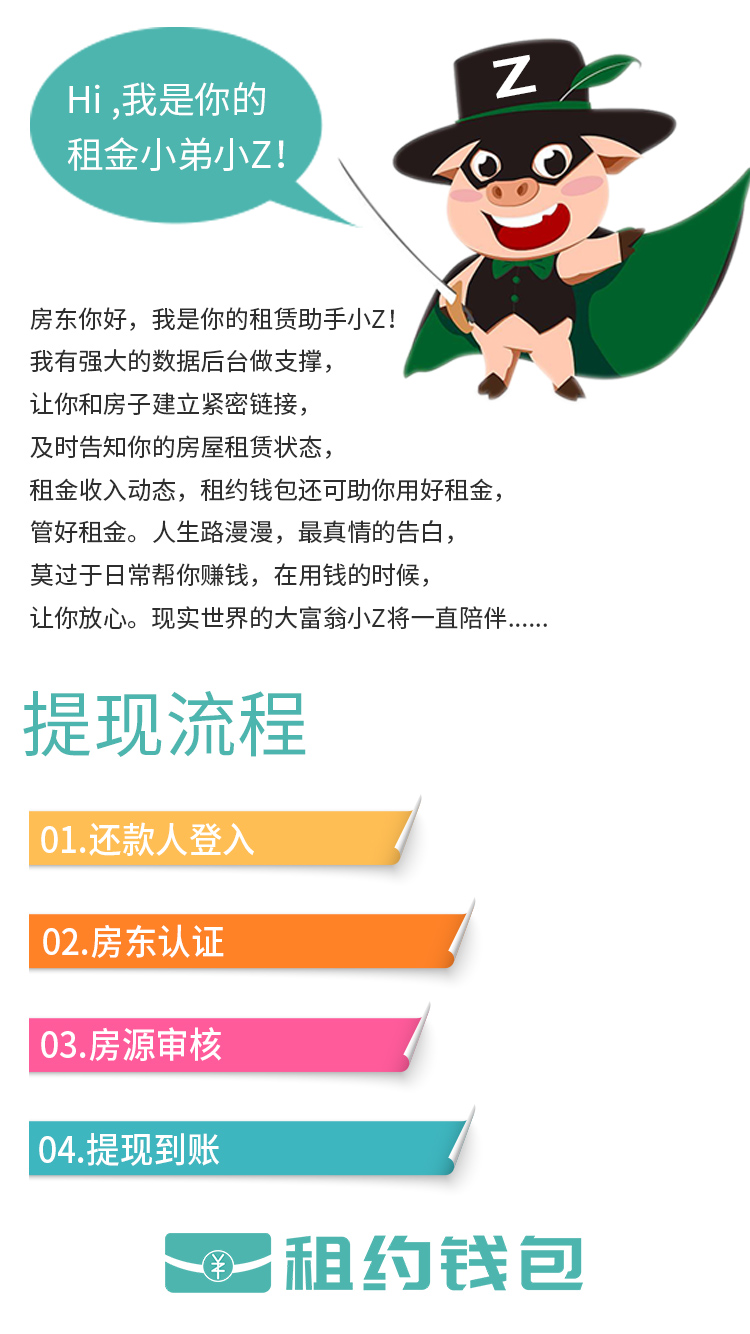 Hi ,我是你的
租金小弟小Z!
Z
房东你好，我是你的租赁助手小Z!
我有强大的数据后台做支撑，
让你和房子建立紧密链接，
及时告知你的房屋租赁状态，
租金收入动态，租约钱包还可助你用好租金，
管好租金。人生路漫漫，最真情的告白，
莫过于日常帮你赚钱，在用钱的时候，
让你放心。现实世界的大富翁小Z将一直陪伴......
提现流程
01.还款人登入
02.房东认证
03.房源审核
04.提现到账
租约钱包